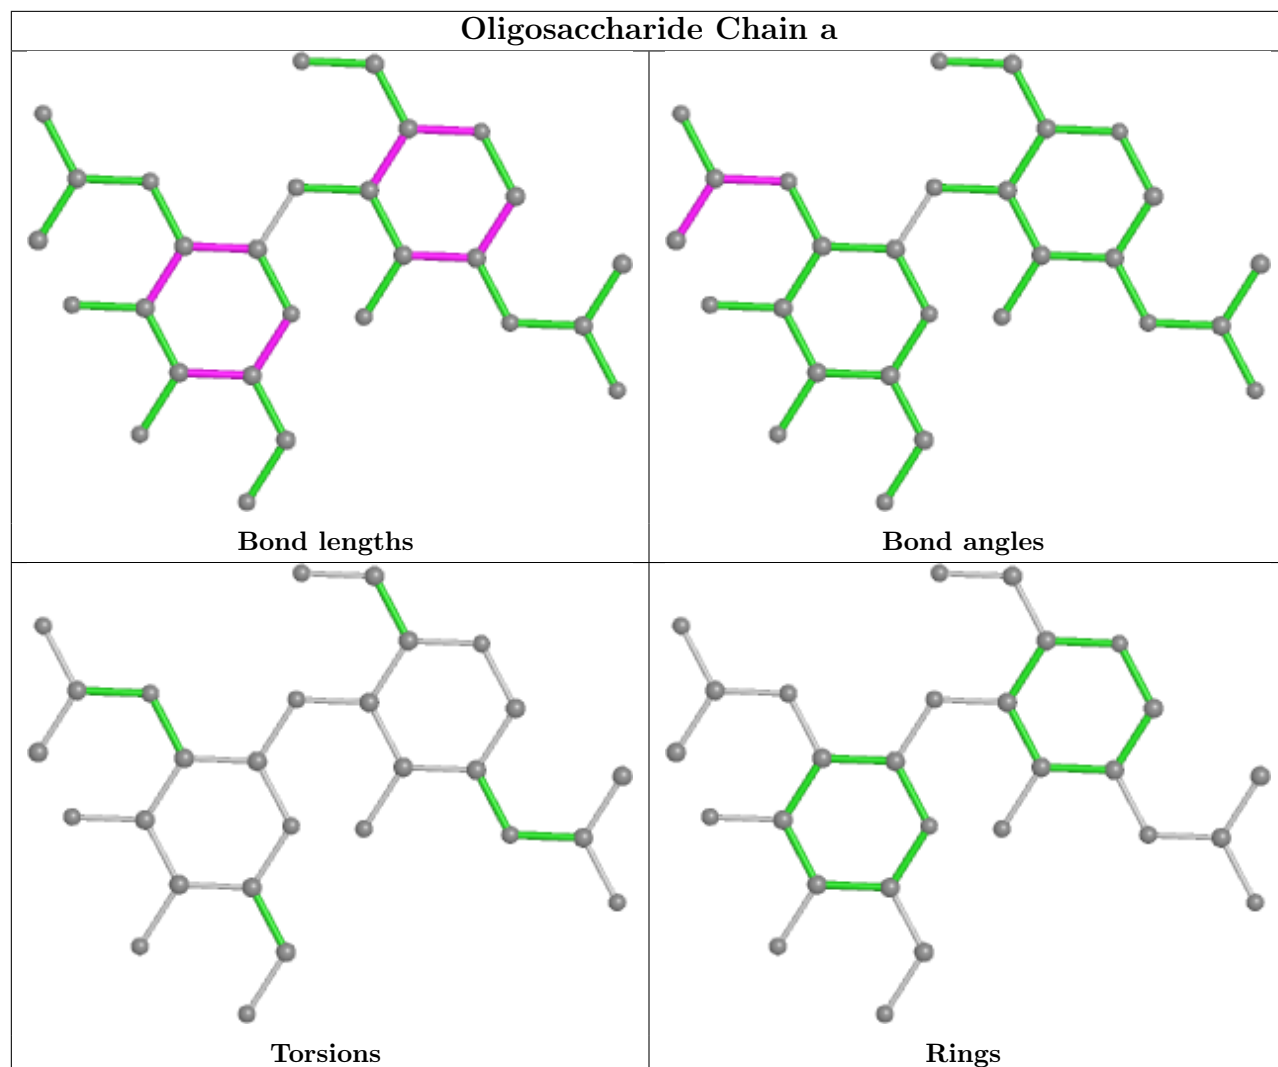 Oligosaccharide Chain a
Bond lengths
Bond angles
Torsions
Rings